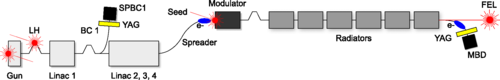 SPBC1
LH
BC 1
YAG
Gun
Linac 1
Linac 2, 3, 4
Spreader
Seed
e-
Modulator
Radiators
FEL
e-
YAG
MBD